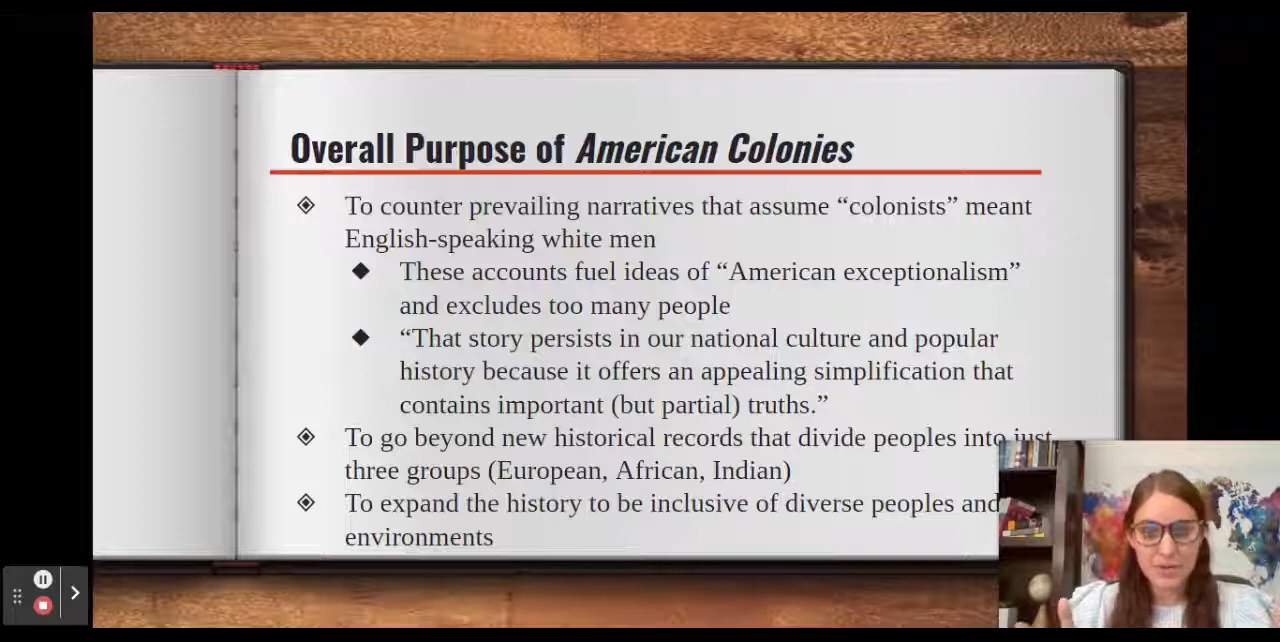 Overall Purpose of American Colonies
To counter prevailing narratives that assume “colonists” meant
English-speaking white men
These accounts fuel ideas of “American exceptionalism”
and excludes too many people
“That story persists in our national culture and popular
history because it offers an appealing simplification that
contains important (but partial) truths.”
To go beyond new historical records that divide peoples into just
three groups (European, African, Indian)
To expand the history to be inclusive of diverse peoples and
environments